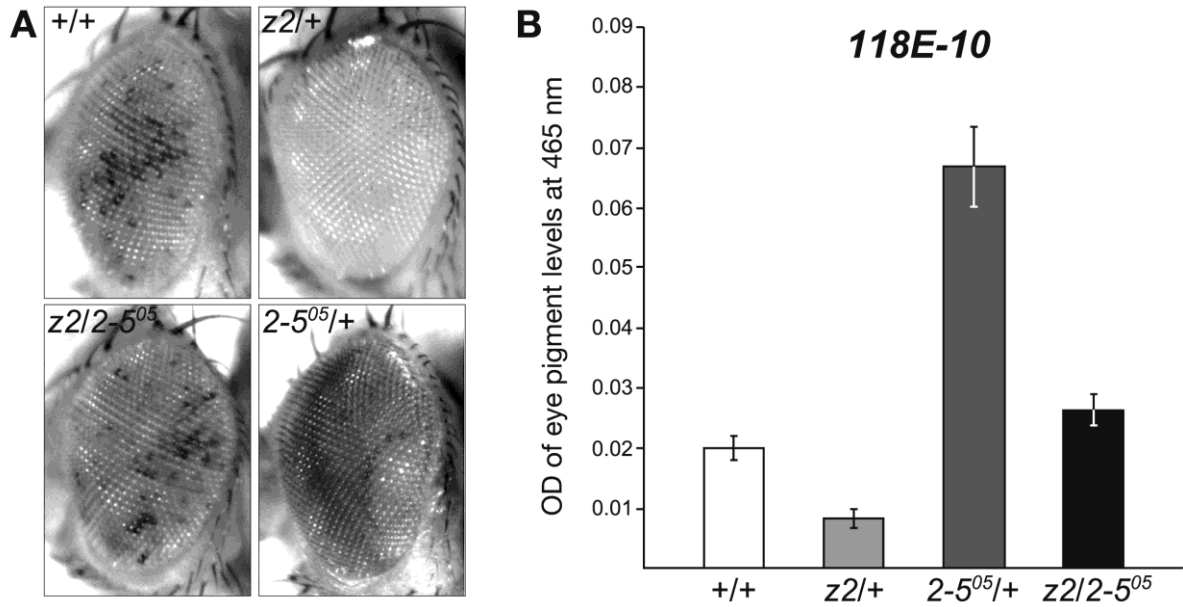 A
+/+
z2/+
z2/2-5⁰⁵
2-5⁰⁵/+
B
118E-10
OD of eye pigment levels at 465 nm
0.09
0.08
0.07
0.06
0.05
0.04
0.03
0.02
0.01
+/+
z2/+
2-5⁰⁵/+
z2/2-5⁰⁵